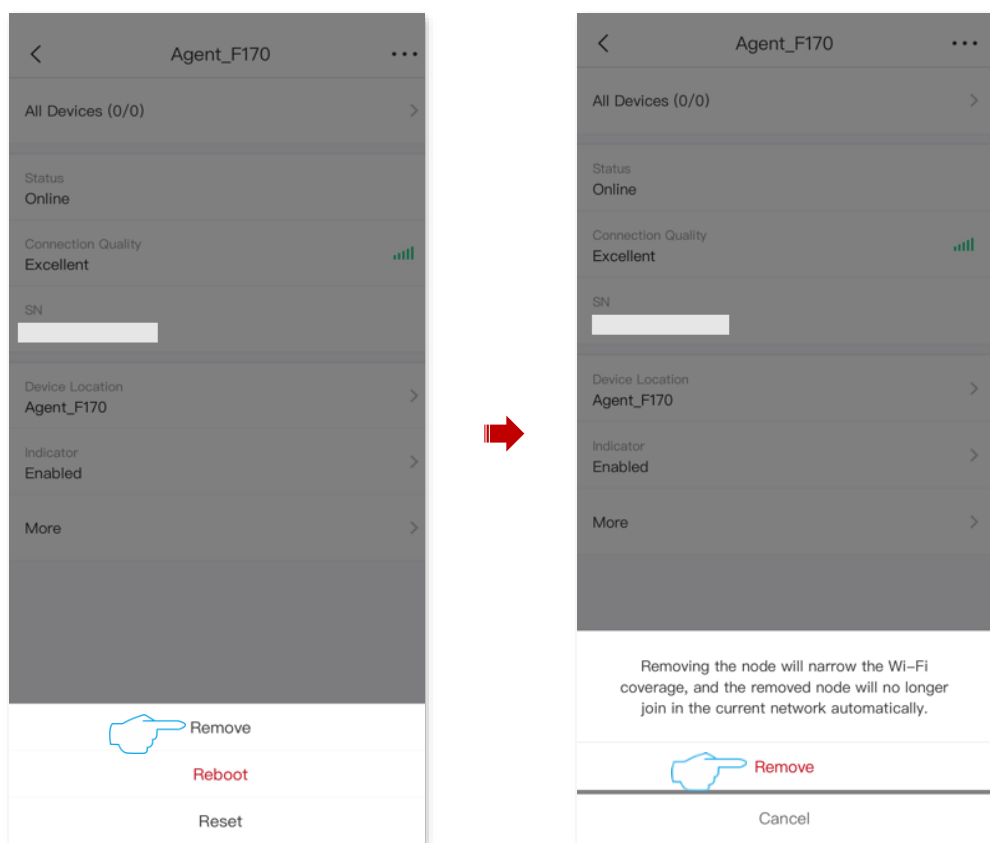 Agent_F170
All Devices (0/0)
Status
Online
Connection Quality
Excellent
SN
Device Location
Agent_F170
Indicator
Enabled
More
Remove
Reboot
Reset
Agent_F170
All Devices (0/0)
Status
Online
Connection Quality
Excellent
SN
Device Location
Agent_F170
Indicator
Enabled
More
Removing the node will narrow the Wi-Fi
coverage, and the removed node will no longer
join in the current network automatically.
Remove
Cancel